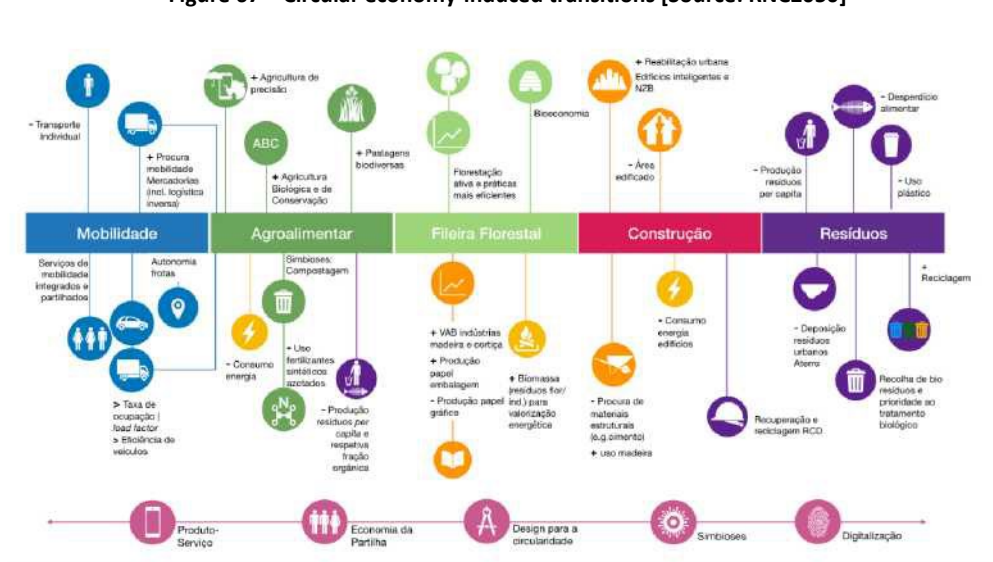 Figure 67 – Circular economy-induced transitions [Source: RNC2050]
- Transporte
individual
+ Procura
mobilidade
Mercadorias
(incl. logística
inversa)
+ Agricultura de
precisão
ABC
+ Agricultura
Biológica e de
Conservação
+ Pastagens
biodiversas
Florestação
ativa e práticas
mais eficientes
Bioeconomia
+ Reabilitação urbana
Edifícios inteligentes e
NZB
- Área
edificado
- Produção
resíduos
per capita
- Desperdício
alimentar
- Uso
plástico
Mobilidade
Agroalimentar
Fileira Florestal
Construção
Resíduos
Serviços de
mobilidade
integrados e
partilhados
Autonomia
frotas
> Taxa de
ocupação |
load factor
> Eficiência de
veículos
- Consumo
energia
Simbioses:
Compostagem
- Uso
fertilizantes
sintéticos
azotados
N
- Produção
resíduos per
capita e
respetiva
fração
orgânica
+ VAB indústrias
madeira e cortiça
+ Produção
papel
embalagem
- Produção papel
gráfico
+ Biomassa
(resíduos flor/
ind.) para
valorização
energética
- Procura de
materiais
estruturais
(e.g.cimento)
+ uso madeira
- Consumo
energia
edifícios
Recuperação e
reciclagem RCD
- Deposição
resíduos
urbanos
Aterro
+
Reciclagem
Recolha de bio
resíduos e
prioridade ao
tratamento
biológico
Produto-
Serviço
Economia da
Partilha
Design para a
circularidade
Simbioses
Digitalização